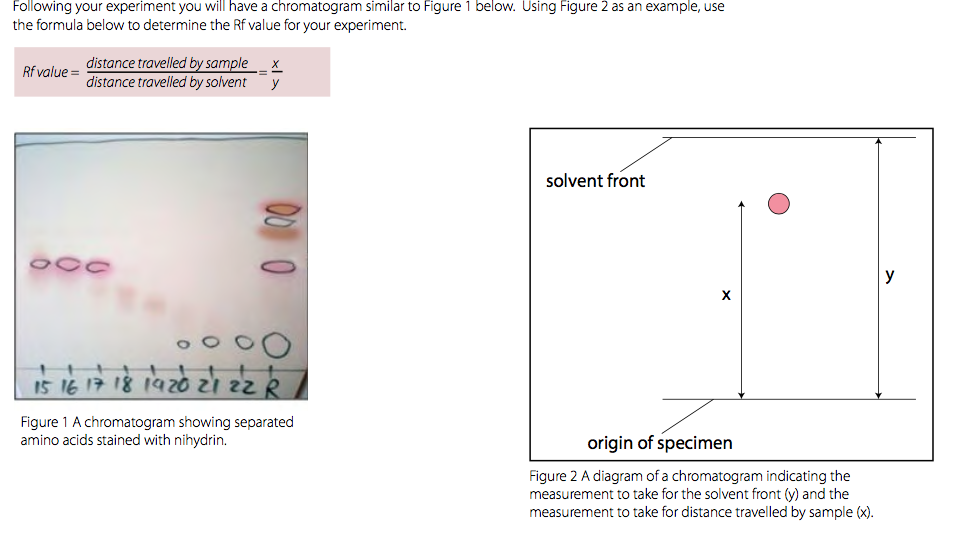 Following your experiment you will have a chromatogram similar to Figure 1 below. Using Figure 2 as an example, use
the formula below to determine the Rf value for your experiment.
Rf value = distance travelled by sample / distance travelled by solvent = x / y
solvent front
x
y
origin of specimen
15 16 17 18 19 20 21 22 R
Figure 1 A chromatogram showing separated
amino acids stained with nihydrin.
Figure 2 A diagram of a chromatogram indicating the
measurement to take for the solvent front (y) and the
measurement to take for distance travelled by sample (x).